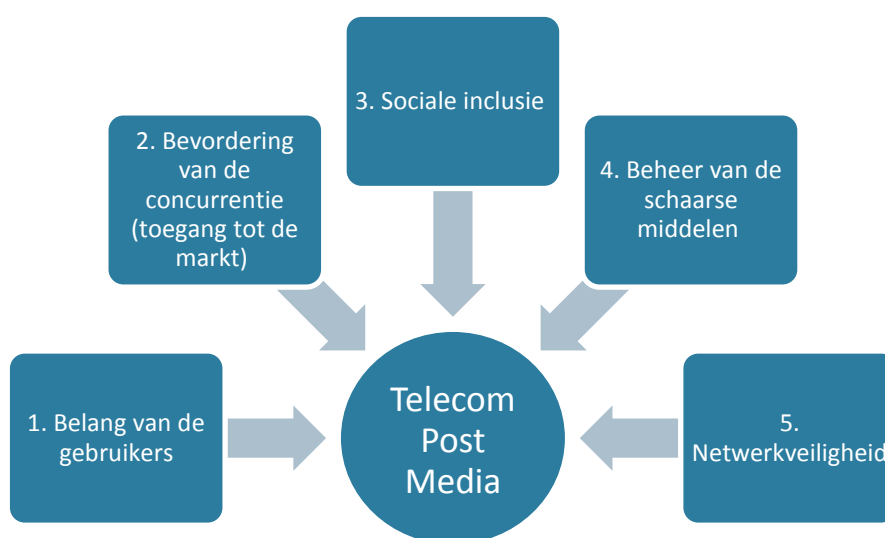 1. Belang van de
gebruikers
2. Bevordering
van de
concurrentie
(toegang tot de
markt)
3. Sociale inclusie
4. Beheer van de
schaarse
middelen
5.
Netwerkveiligheid
Telecom
Post
Media